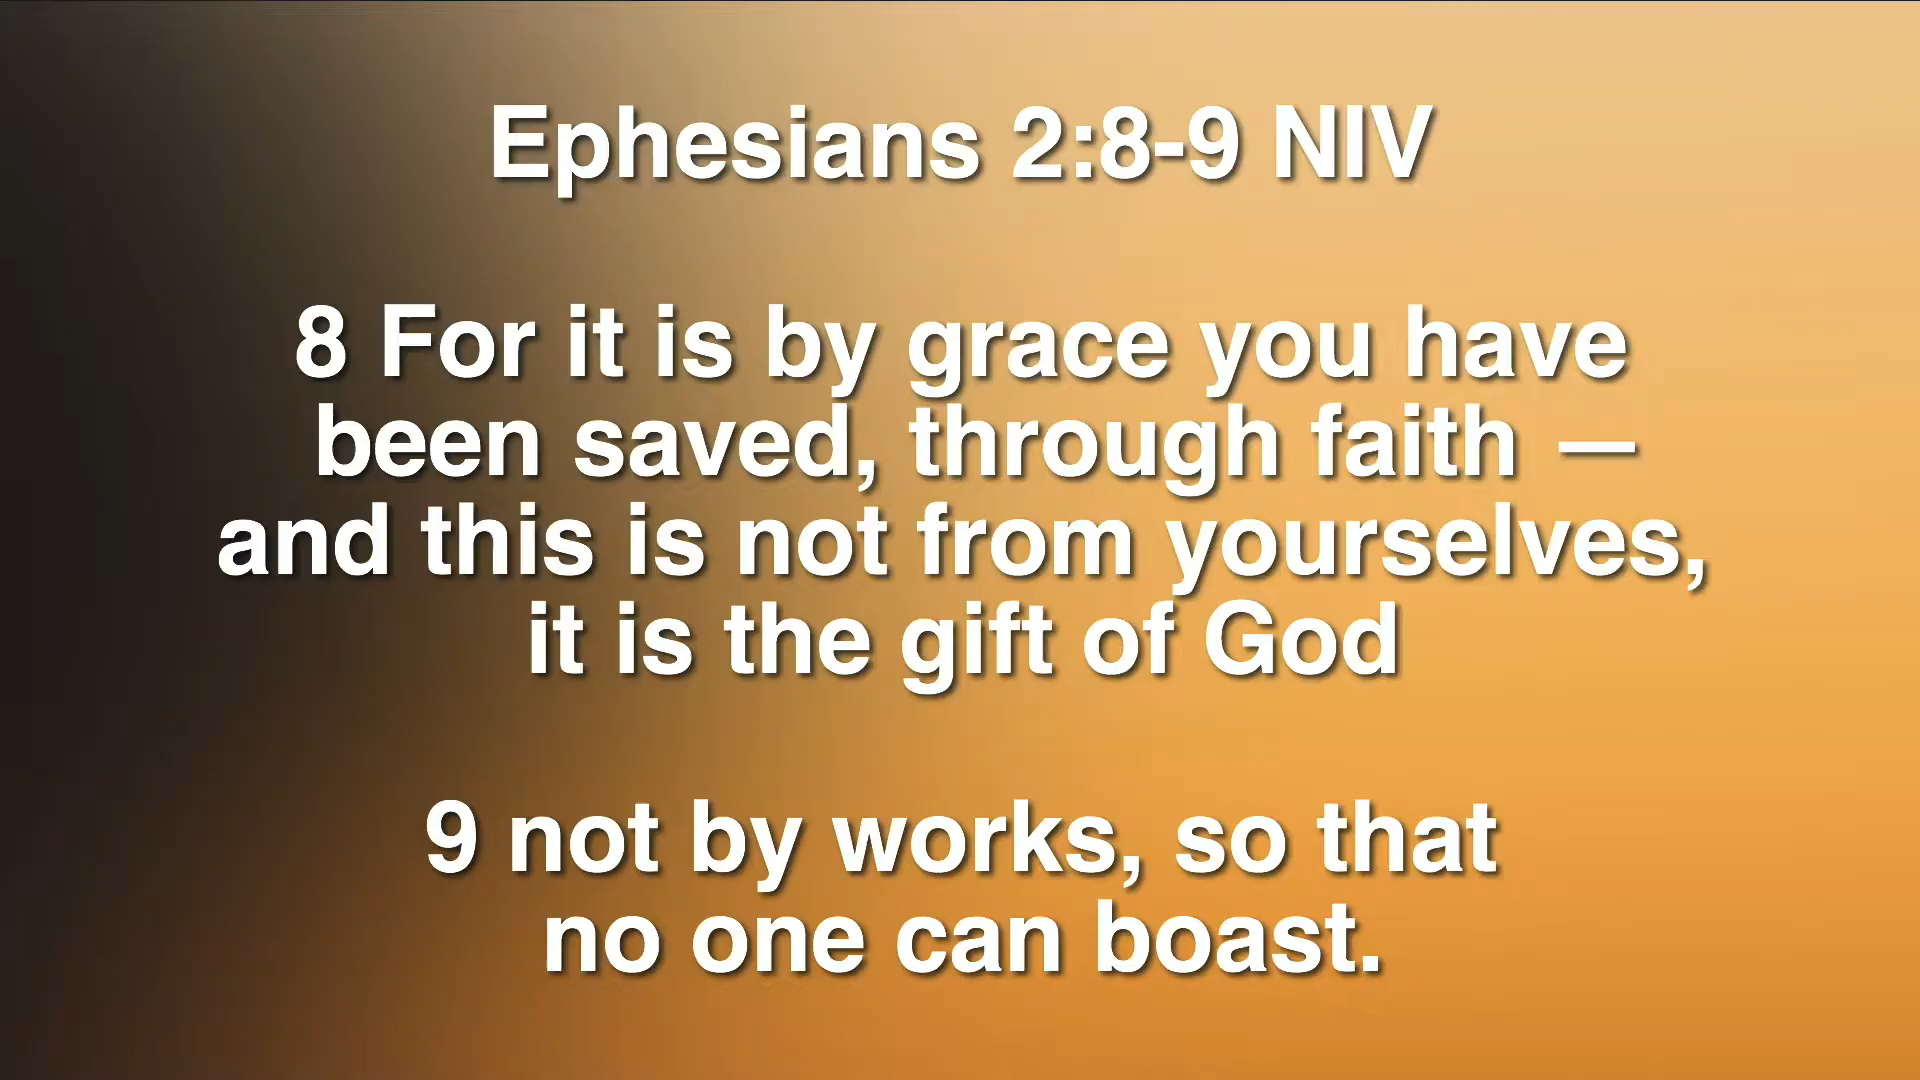 Ephesians 2:8-9 NIV
8 For it is by grace you have
been saved, through faith —
and this is not from yourselves,
it is the gift of God
9 not by works, so that
no one can boast.